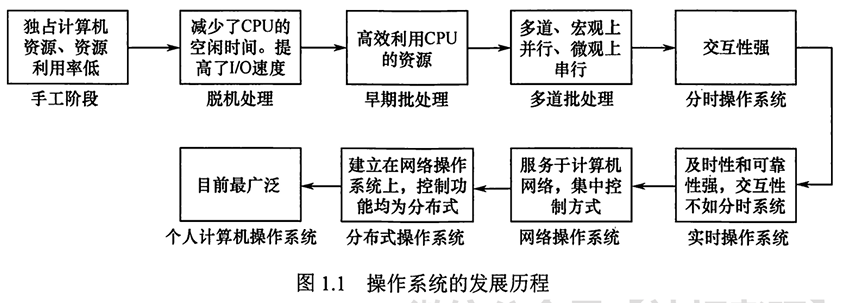 独占计算机
资源、资源
利用率低
手工阶段
减少了CPU的
空闲时间。提
高了I/O速度
脱机处理
高效利用CPU
的资源
早期批处理
多道、宏观上
并行、微观上
串行
多道批处理
交互性强
分时操作系统
及时性和可靠
性强，交互性
不如分时系统
实时操作系统
服务于计算机
网络，集中控
制方式
网络操作系统
建立在网络操作
系统上，控制功
能均为分布式
分布式操作系统
目前最广泛
个人计算机操作系统
图 1.1 操作系统的发展历程